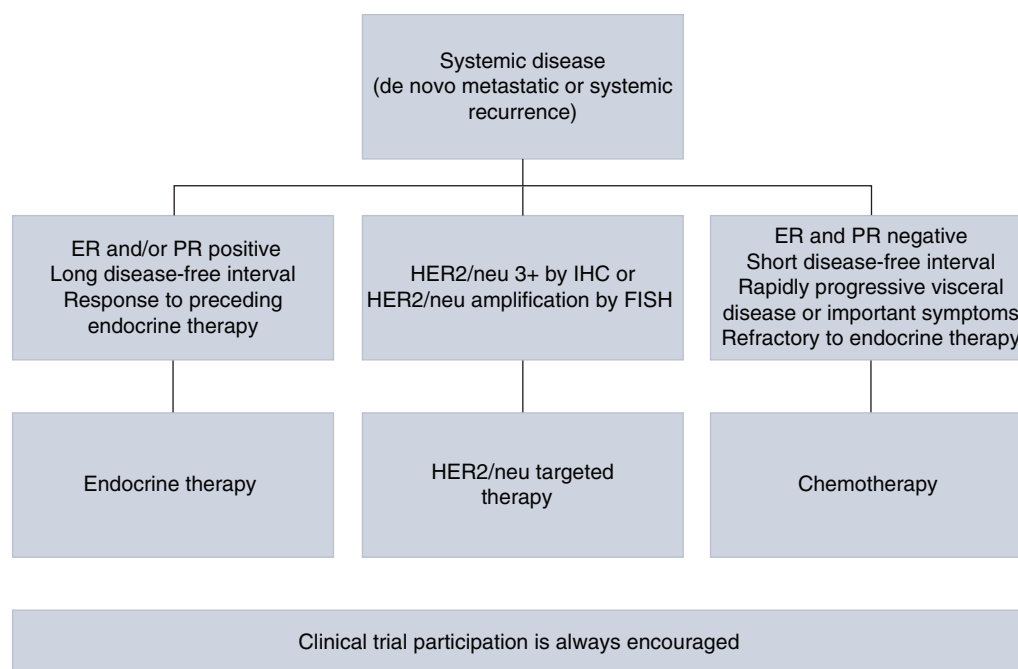 Systemic disease
(de novo metastatic or systemic
recurrence)
ER and/or PR positive
Long disease-free interval
Response to preceding
endocrine therapy
HER2/neu 3+ by IHC or
HER2/neu amplification by FISH
ER and PR negative
Short disease-free interval
Rapidly progressive visceral
disease or important symptoms
Refractory to endocrine therapy
Endocrine therapy
HER2/neu targeted
therapy
Chemotherapy
Clinical trial participation is always encouraged